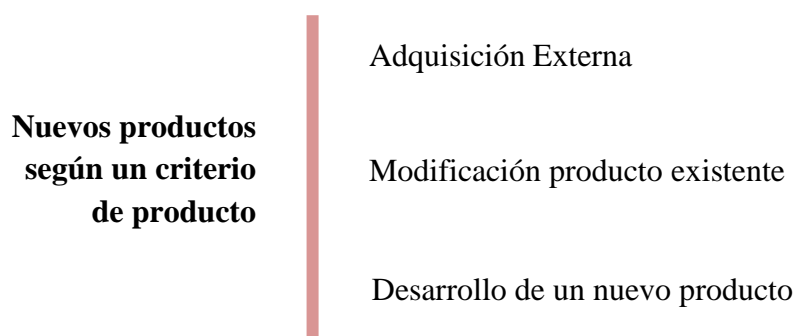 Nuevos productos
según un criterio
de producto
Adquisición Externa
Modificación producto existente
Desarrollo de un nuevo producto